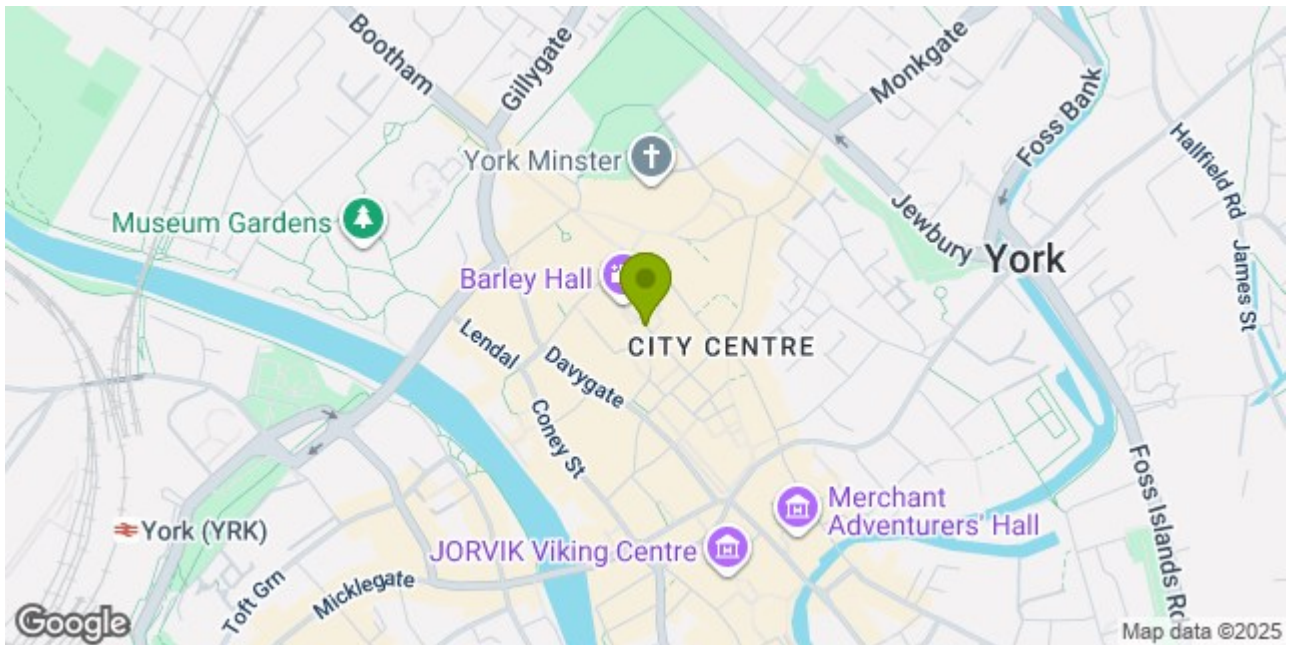 Bootham
Gillygate
Monkgate
Foss Bank
Hallfield Rd
York Minster
Museum Gardens
Jewbury
York
James St
Barley Hall
Lendal
Davygate
CITY CENTRE
Coney St
Foss Islands Rd
Merchant
Adventurers' Hall
York (YRK)
JORVIK Viking Centre
Toft Grn
Micklegate
Google
Map data ©2025